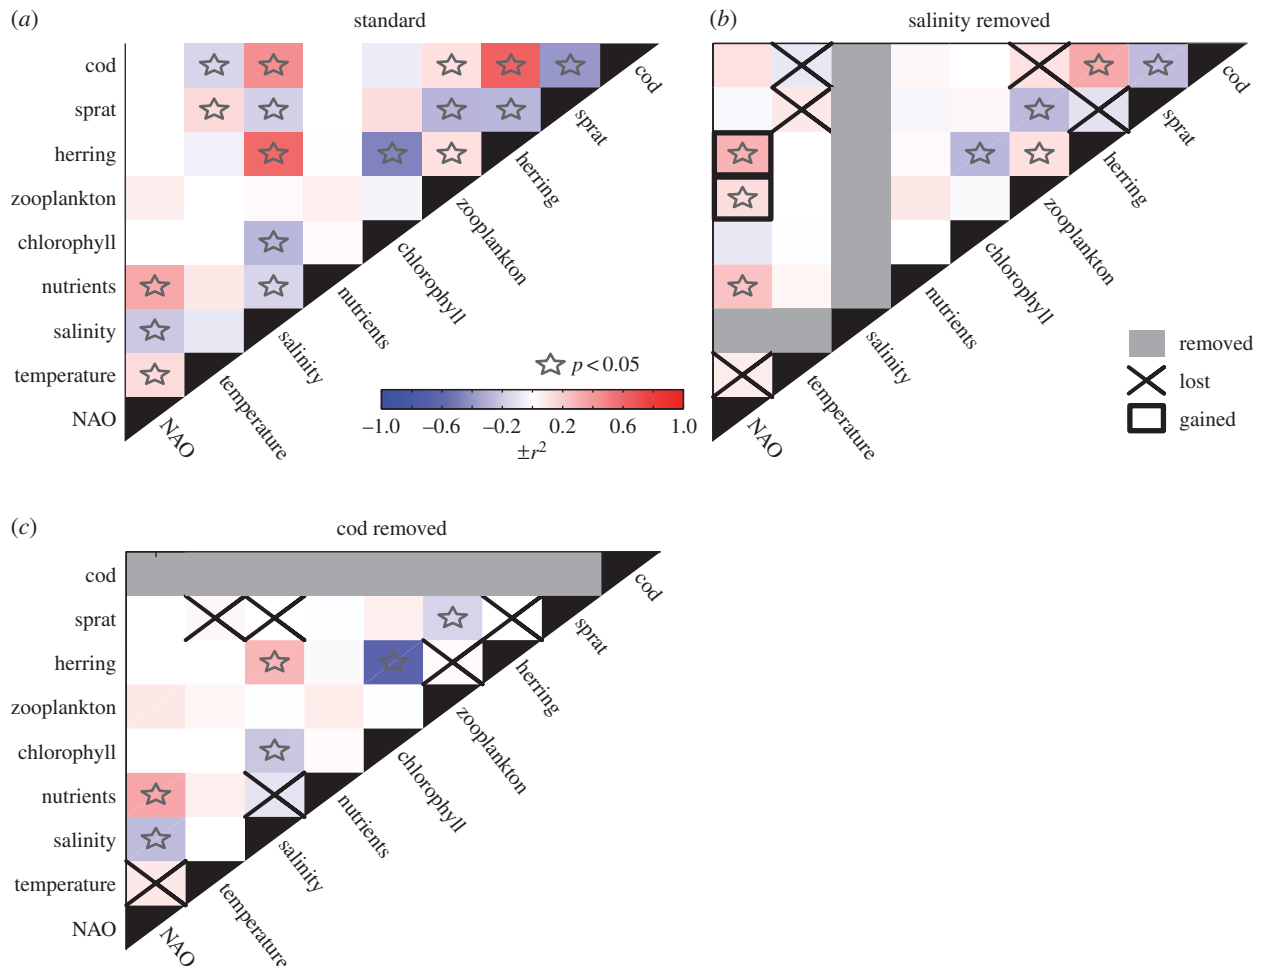 (a)
standard
cod
sprat
herring
zooplankton
chlorophyll
nutrients
salinity
temperature
NAO
cod
sprat
herring
zooplankton
chlorophyll
nutrients
salinity
temperature
NAO
p < 0.05
–1.0 –0.6 –0.2 0.2 0.6 1.0
±r²
(b)
salinity removed
cod
sprat
herring
zooplankton
chlorophyll
nutrients
salinity
temperature
NAO
removed
lost
gained
(c)
cod removed
cod
sprat
herring
zooplankton
chlorophyll
nutrients
salinity
temperature
NAO
cod
sprat
herring
zooplankton
chlorophyll
nutrients
salinity
temperature
NAO